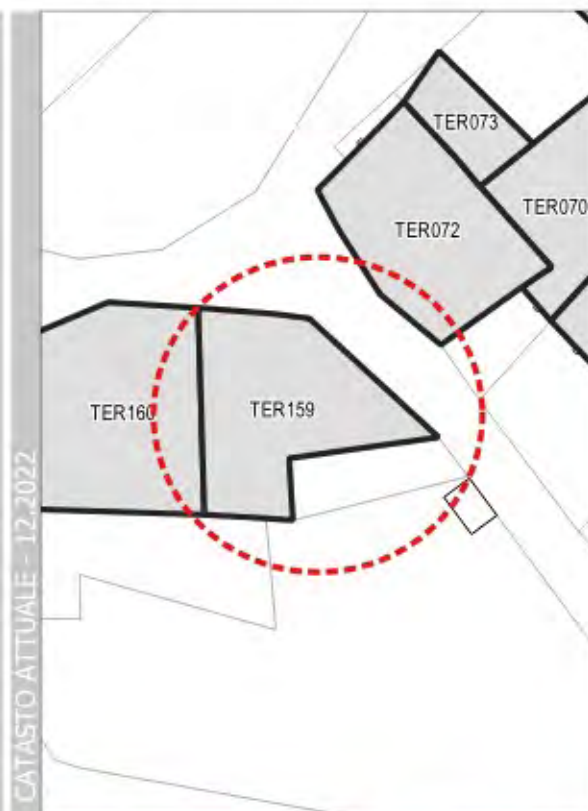 TER073
TER070
TER072
TER160
TER159
CATASTO ATTUALE - 12.2022